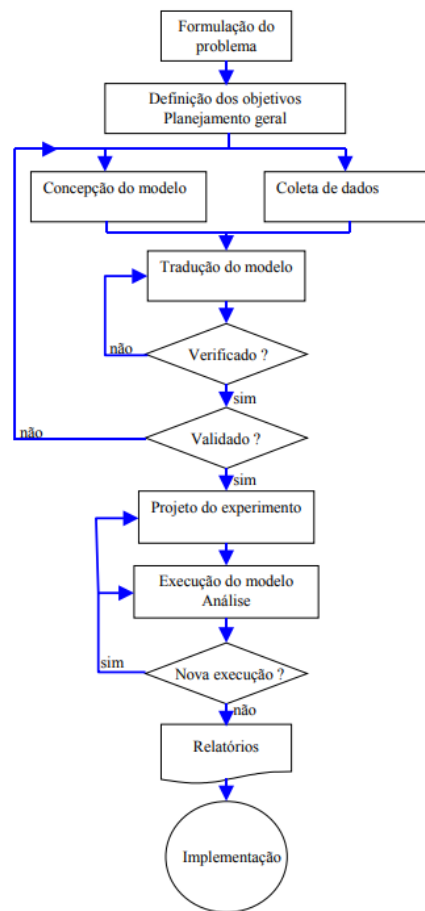 Formulação do
problema
Definição dos objetivos
Planejamento geral
Concepção do modelo
Coleta de dados
Tradução do modelo
não
Verificado ?
sim
não
Validado ?
sim
Projeto do experimento
Execução do modelo
Análise
sim
Nova execução ?
não
Relatórios
Implementação